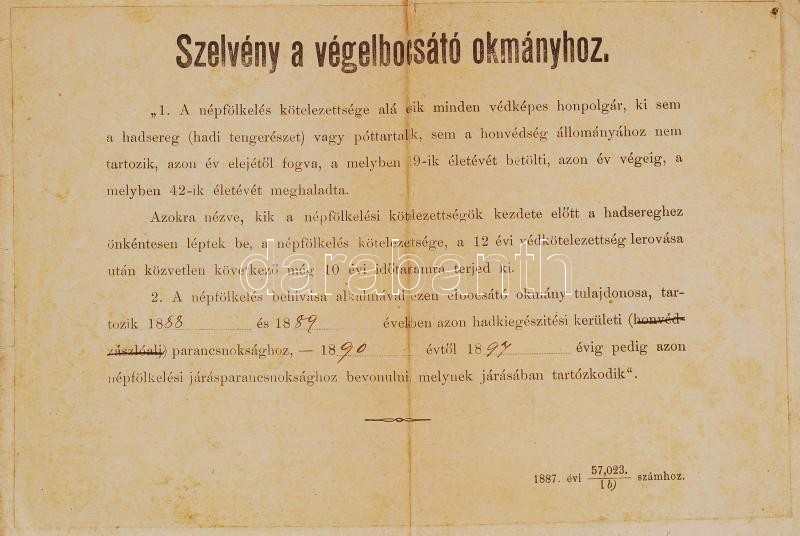 Szelvény a végelbocsátó okmányhoz.
„1. A népfölkelés kötelezettsége alá esik minden védképes honpolgár, ki sem
a hadsereg (hadi tengerészet) vagy póttartalék, sem a honvédség állományához nem
tartozik, azon év elejétől fogva, a melyben 19-ik életévét betölti, azon év végeig, a
melyben 42-ik életévét meghaladta.
Azokra nézve, kik a népfölkelési kötelezettségök kezdete előtt a hadsereghez
önkéntesen léptek be, a népfölkelés kötelezetsége, a 12 évi védkötelezettség lerovása
után közvetlen következő még 10 évi időtaramra terjed ki.
darabanth
2. A népfölkelés behívása alkalmával ezen elbocsátó okmány tulajdonosa, tar-
tozik 1888 és 1889 években azon hadkiegészitési kerületi (honvéd-
zászlóalj) parancsnoksághoz, — 1890 évtől 1897 évig pedig azon
népfölkelési járásparancsnoksághoz bevonulni, melynek járásában tartózkodik“.
1887. évi 57,023. / I b) számhoz.